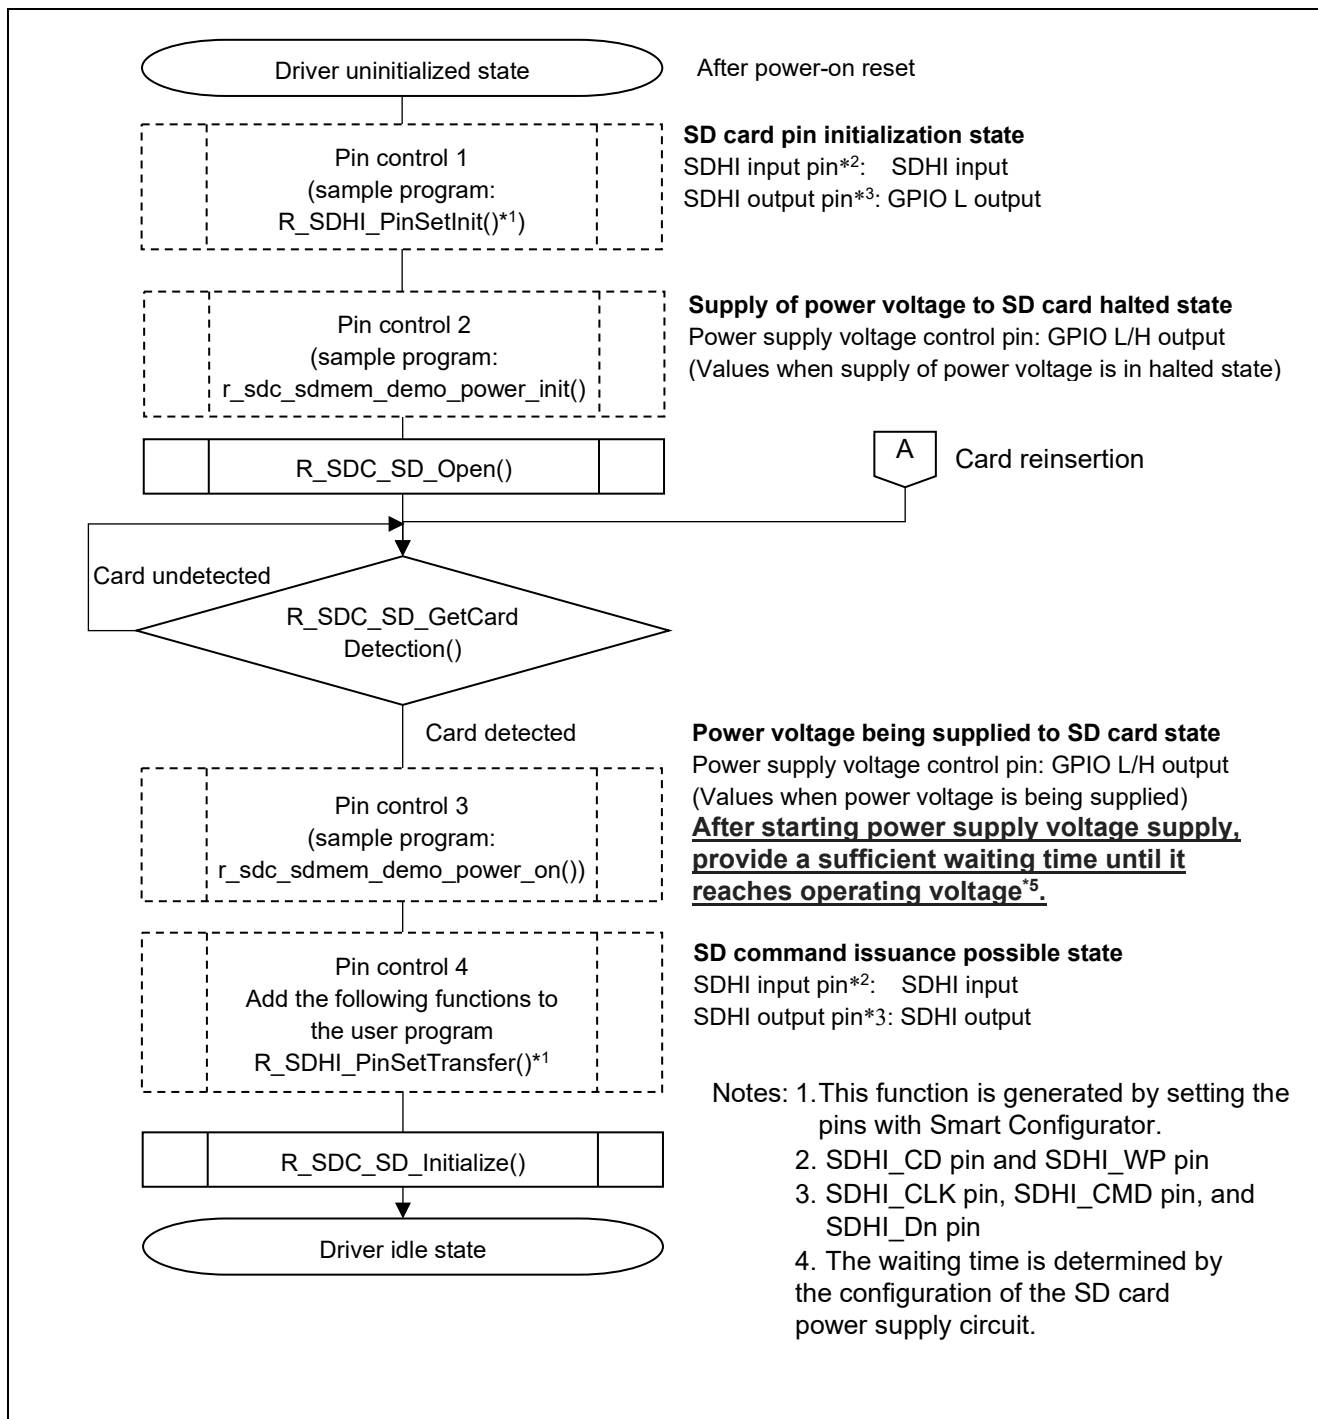 Driver uninitialized state
After power-on reset
Pin control 1
(sample program:
R_SDHI_PinSetInit()*1)
SD card pin initialization state
SDHI input pin*2: SDHI input
SDHI output pin*3: GPIO L output
Pin control 2
(sample program:
r_sdc_sdmem_demo_power_init()
Supply of power voltage to SD card halted state
Power supply voltage control pin: GPIO L/H output
(Values when supply of power voltage is in halted state)
R_SDC_SD_Open()
A
Card reinsertion
Card undetected
R_SDC_SD_GetCard
Detection()
Card detected
Pin control 3
(sample program:
r_sdc_sdmem_demo_power_on())
Power voltage being supplied to SD card state
Power supply voltage control pin: GPIO L/H output
(Values when power voltage is being supplied)
After starting power supply voltage supply,
provide a sufficient waiting time until it
reaches operating voltage*5.
Pin control 4
Add the following functions to
the user program
R_SDHI_PinSetTransfer()*1
SD command issuance possible state
SDHI input pin*2: SDHI input
SDHI output pin*3: SDHI output
R_SDC_SD_Initialize()
Driver idle state
Notes: 1.This function is generated by setting the
pins with Smart Configurator.
2. SDHI_CD pin and SDHI_WP pin
3. SDHI_CLK pin, SDHI_CMD pin, and
SDHI_Dn pin
4. The waiting time is determined by
the configuration of the SD card
power supply circuit.